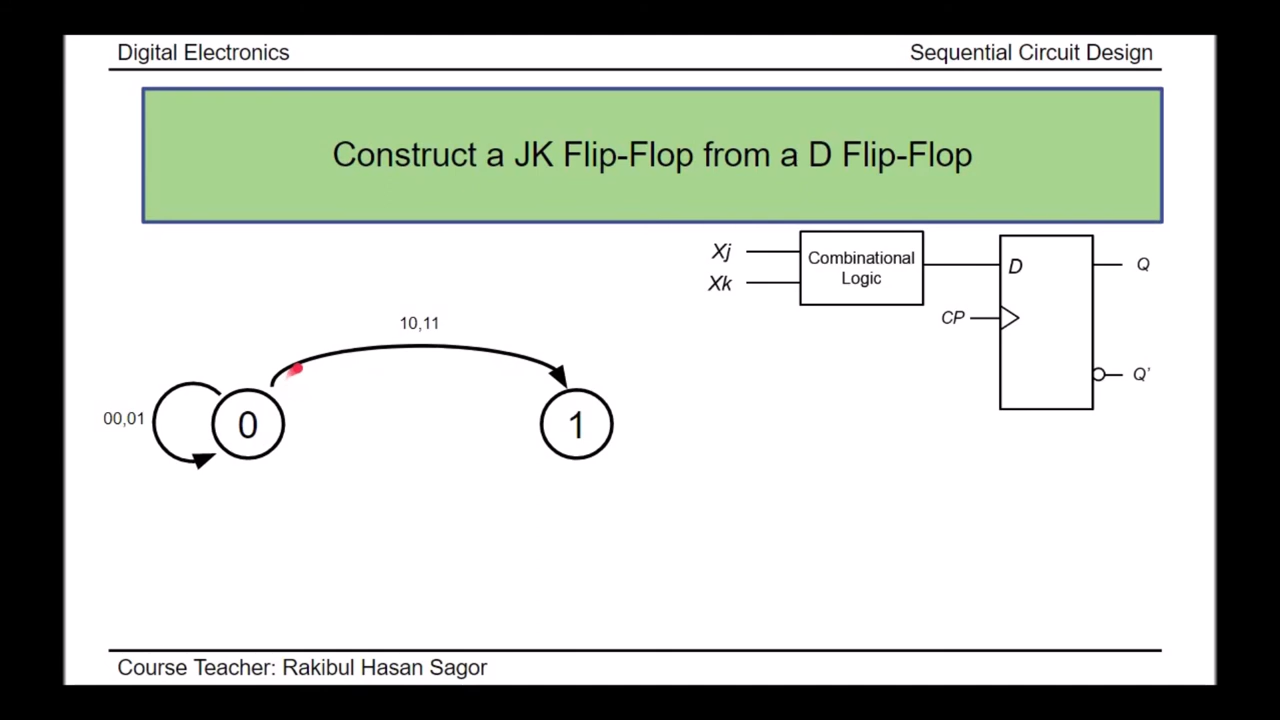 Digital Electronics
Sequential Circuit Design
Construct a JK Flip-Flop from a D Flip-Flop
Xj
Xk
Combinational
Logic
D
Q
CP
Q'
10,11
00,01
0
1
Course Teacher: Rakibul Hasan Sagor